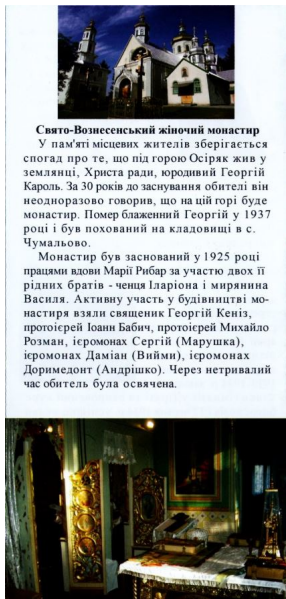 Свято-Вознесенський жіночий монастир
У пам'яті місцевих жителів зберігається
спогад про те, що під горою Осіряк жив у
землянці, Христа ради, юродивий Георгій
Кароль. За 30 років до заснування обителі він
неодноразово говорив, що на цій горі буде
монастир. Помер блаженний Георгій у 1937
році і був похований на кладовищі в с.
Чумальово.
Монастир був заснований у 1925 році
працями вдови Марії Рибар за участю двох її
рідних братів - ченця Іларіона і мирянина
Василя. Активну участь у будівництві мо-
настиря взяли священик Георгій Кеніз,
протоієрей Іоанн Бабич, протоієрей Михайло
Розман, ієромонах Сергій (Марушка),
ієромонах Даміан (Вийми), ієромонах
Доримедонт (Андрішко). Через нетривалий
час обитель була освячена.